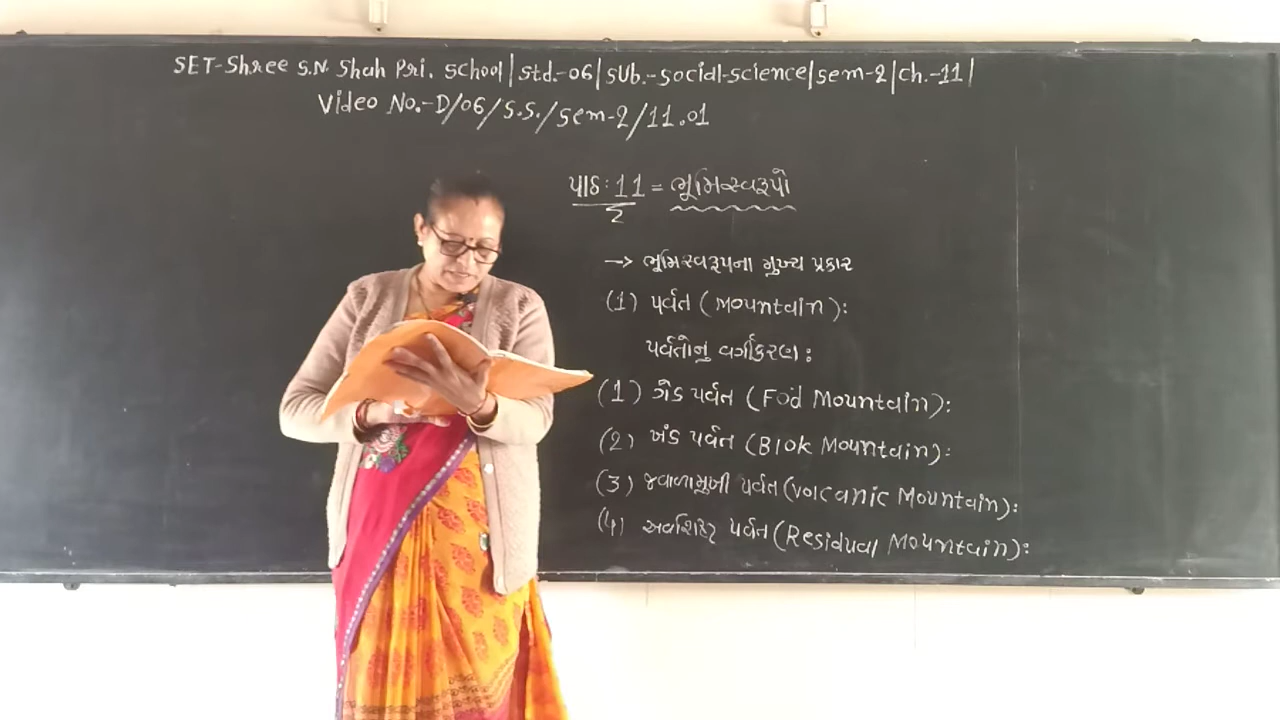 SET-Shree S.N. Shah Pri. School|Std.-06|SUb.-Social-Science|Sem-2|Ch.-11|
Video No.-D/06/S.S./Sem-2/11.01
પાઠ:11 = ભૂમિસ્વરૂપો
→ ભૂમિસ્વરૂપના મુખ્ય પ્રકાર
(1) પર્વત (Mountain):
પર્વતોનું વર્ગીકરણ:
(1) ગેડ પર્વત (Fod Mountain):
(2) ખંડ પર્વત (Blok Mountain):
(3) જવાળામુખી પર્વત (Volcanic Mountain):
(4) અવશિષ્ટ પર્વત (Residual Mountain):